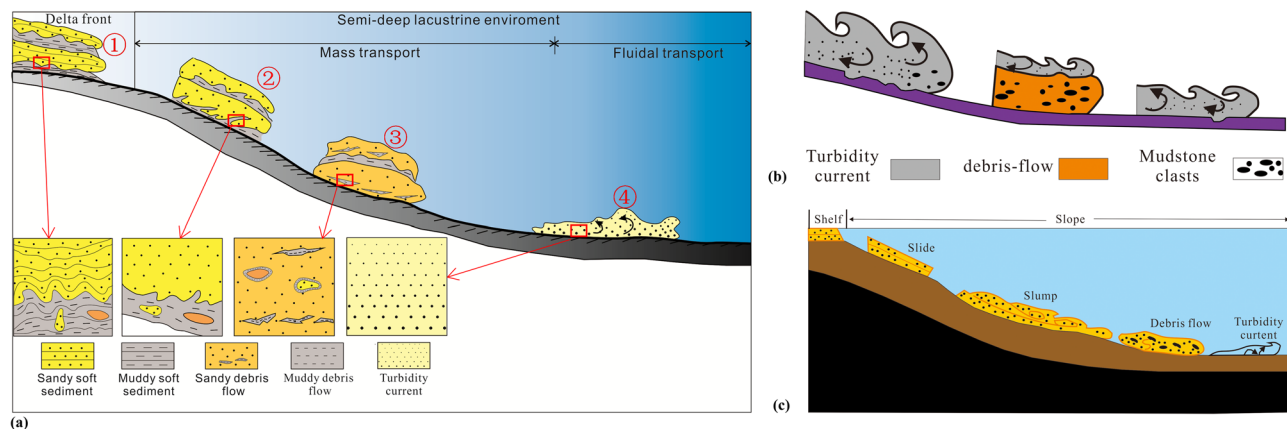 Delta front
Semi-deep lacustrine enviroment
Mass transport
Fluidal transport
①
②
③
④
Sandy soft
sediment
Muddy soft
sediment
Sandy debris
flow
Muddy debris
flow
Turbidity
current
(a)
Turbidity
current
debris-flow
Mudstone
clasts
(b)
Shelf
Slope
Slide
Slump
Debris flow
Turbidity
curtent
(c)